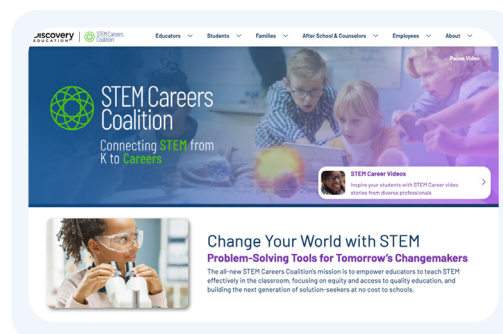 Discovery
EDUCATION
STEM Careers
Coalition
Educators
Students
Families
After School & Counselors
Employees
About
Pause Video
STEM Careers
Coalition
Connecting STEM from
K to Careers
STEM Career Videos
Inspire your students with STEM Career video
stories from diverse professionals
Change Your World with STEM
Problem-Solving Tools for Tomorrow's Changemakers
The all-new STEM Careers Coalition's mission is to empower educators to teach STEM
effectively in the classroom, focusing on equity and access to quality education, and
building the next generation of solution-seekers at no cost to schools.